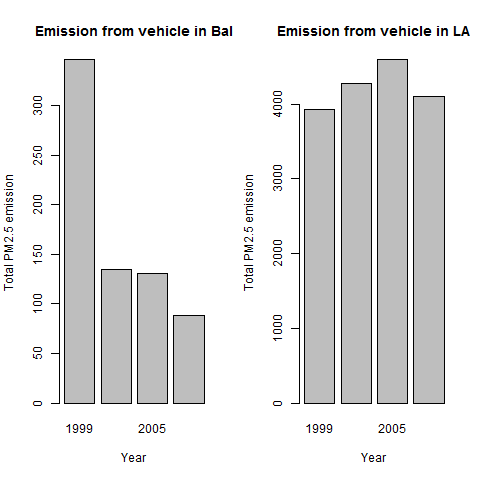 Emission from vehicle in Bal
Total PM2.5 emission
0
50
100
150
200
250
300
1999
2005
Year
Emission from vehicle in LA
Total PM2.5 emission
0
1000
2000
3000
4000
1999
2005
Year